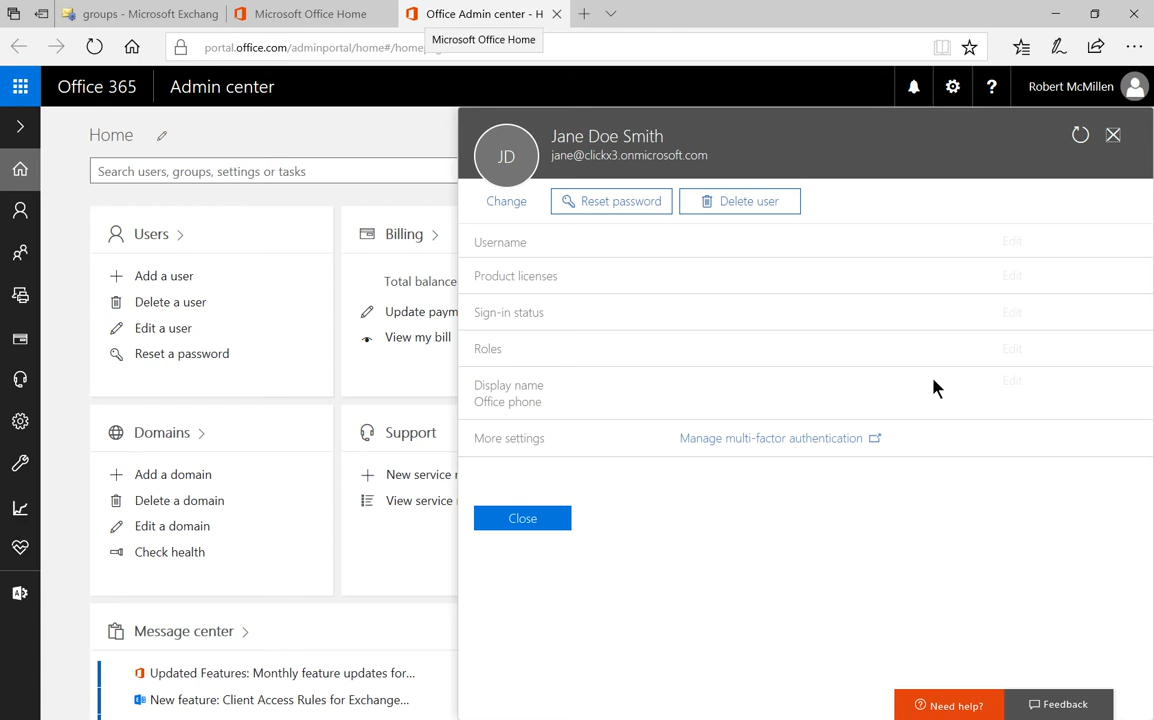 groups - Microsoft Exchang
Microsoft Office Home
Office Admin center - H
portal.office.com/adminportal/home#/home
Microsoft Office Home
Office 365
Admin center
Robert McMillen
Home
Search users, groups, settings or tasks
Users
Add a user
Delete a user
Edit a user
Reset a password
Billing
Total balance
Update paym
View my bill
Domains
Add a domain
Delete a domain
Edit a domain
Check health
Support
New service r
View service r
Message center
Updated Features: Monthly feature updates for...
New feature: Client Access Rules for Exchange...
JD
Jane Doe Smith
jane@clickx3.onmicrosoft.com
Change
Reset password
Delete user
Username Edit
Product licenses Edit
Sign-in status Edit
Roles Edit
Display name Edit
Office phone
More settings Manage multi-factor authentication
Close
Need help?
Feedback